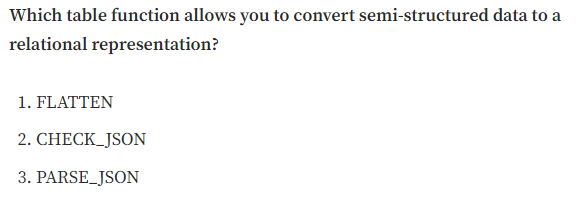 Which table function allows you to convert semi-structured data to a
relational representation?
1. FLATTEN
2. CHECK_JSON
3. PARSE_JSON